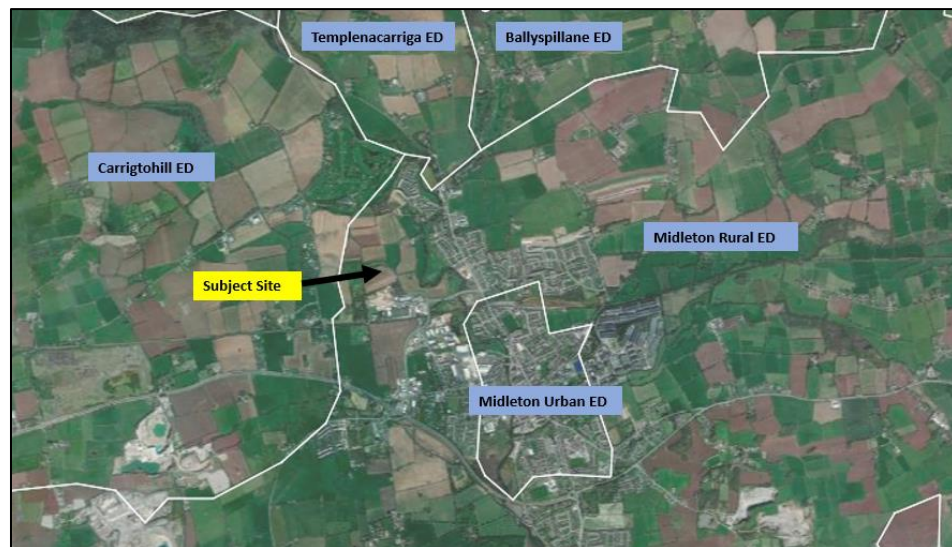 Templenacarriga ED
Ballyspillane ED
Carrigtohill ED
Midleton Rural ED
Subject Site
Midleton Urban ED